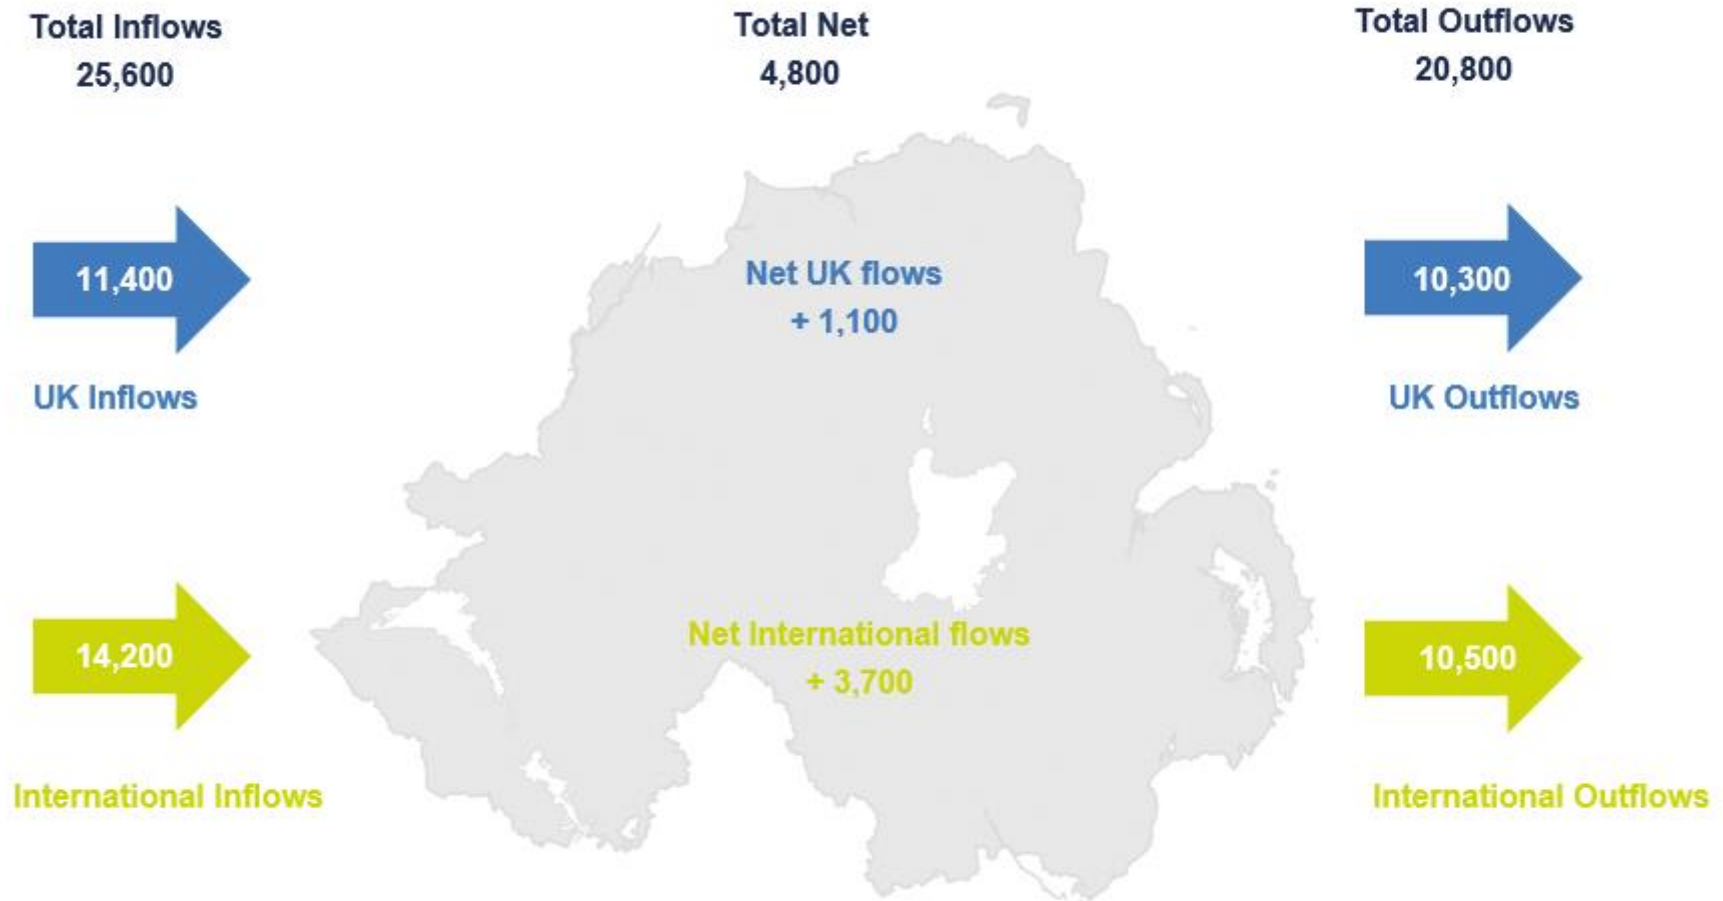 Total Inflows
25,600
Total Net
4,800
Total Outflows
20,800
11,400
UK Inflows
Net UK flows
+ 1,100
10,300
UK Outflows
14,200
International Inflows
Net International flows
+ 3,700
10,500
International Outflows